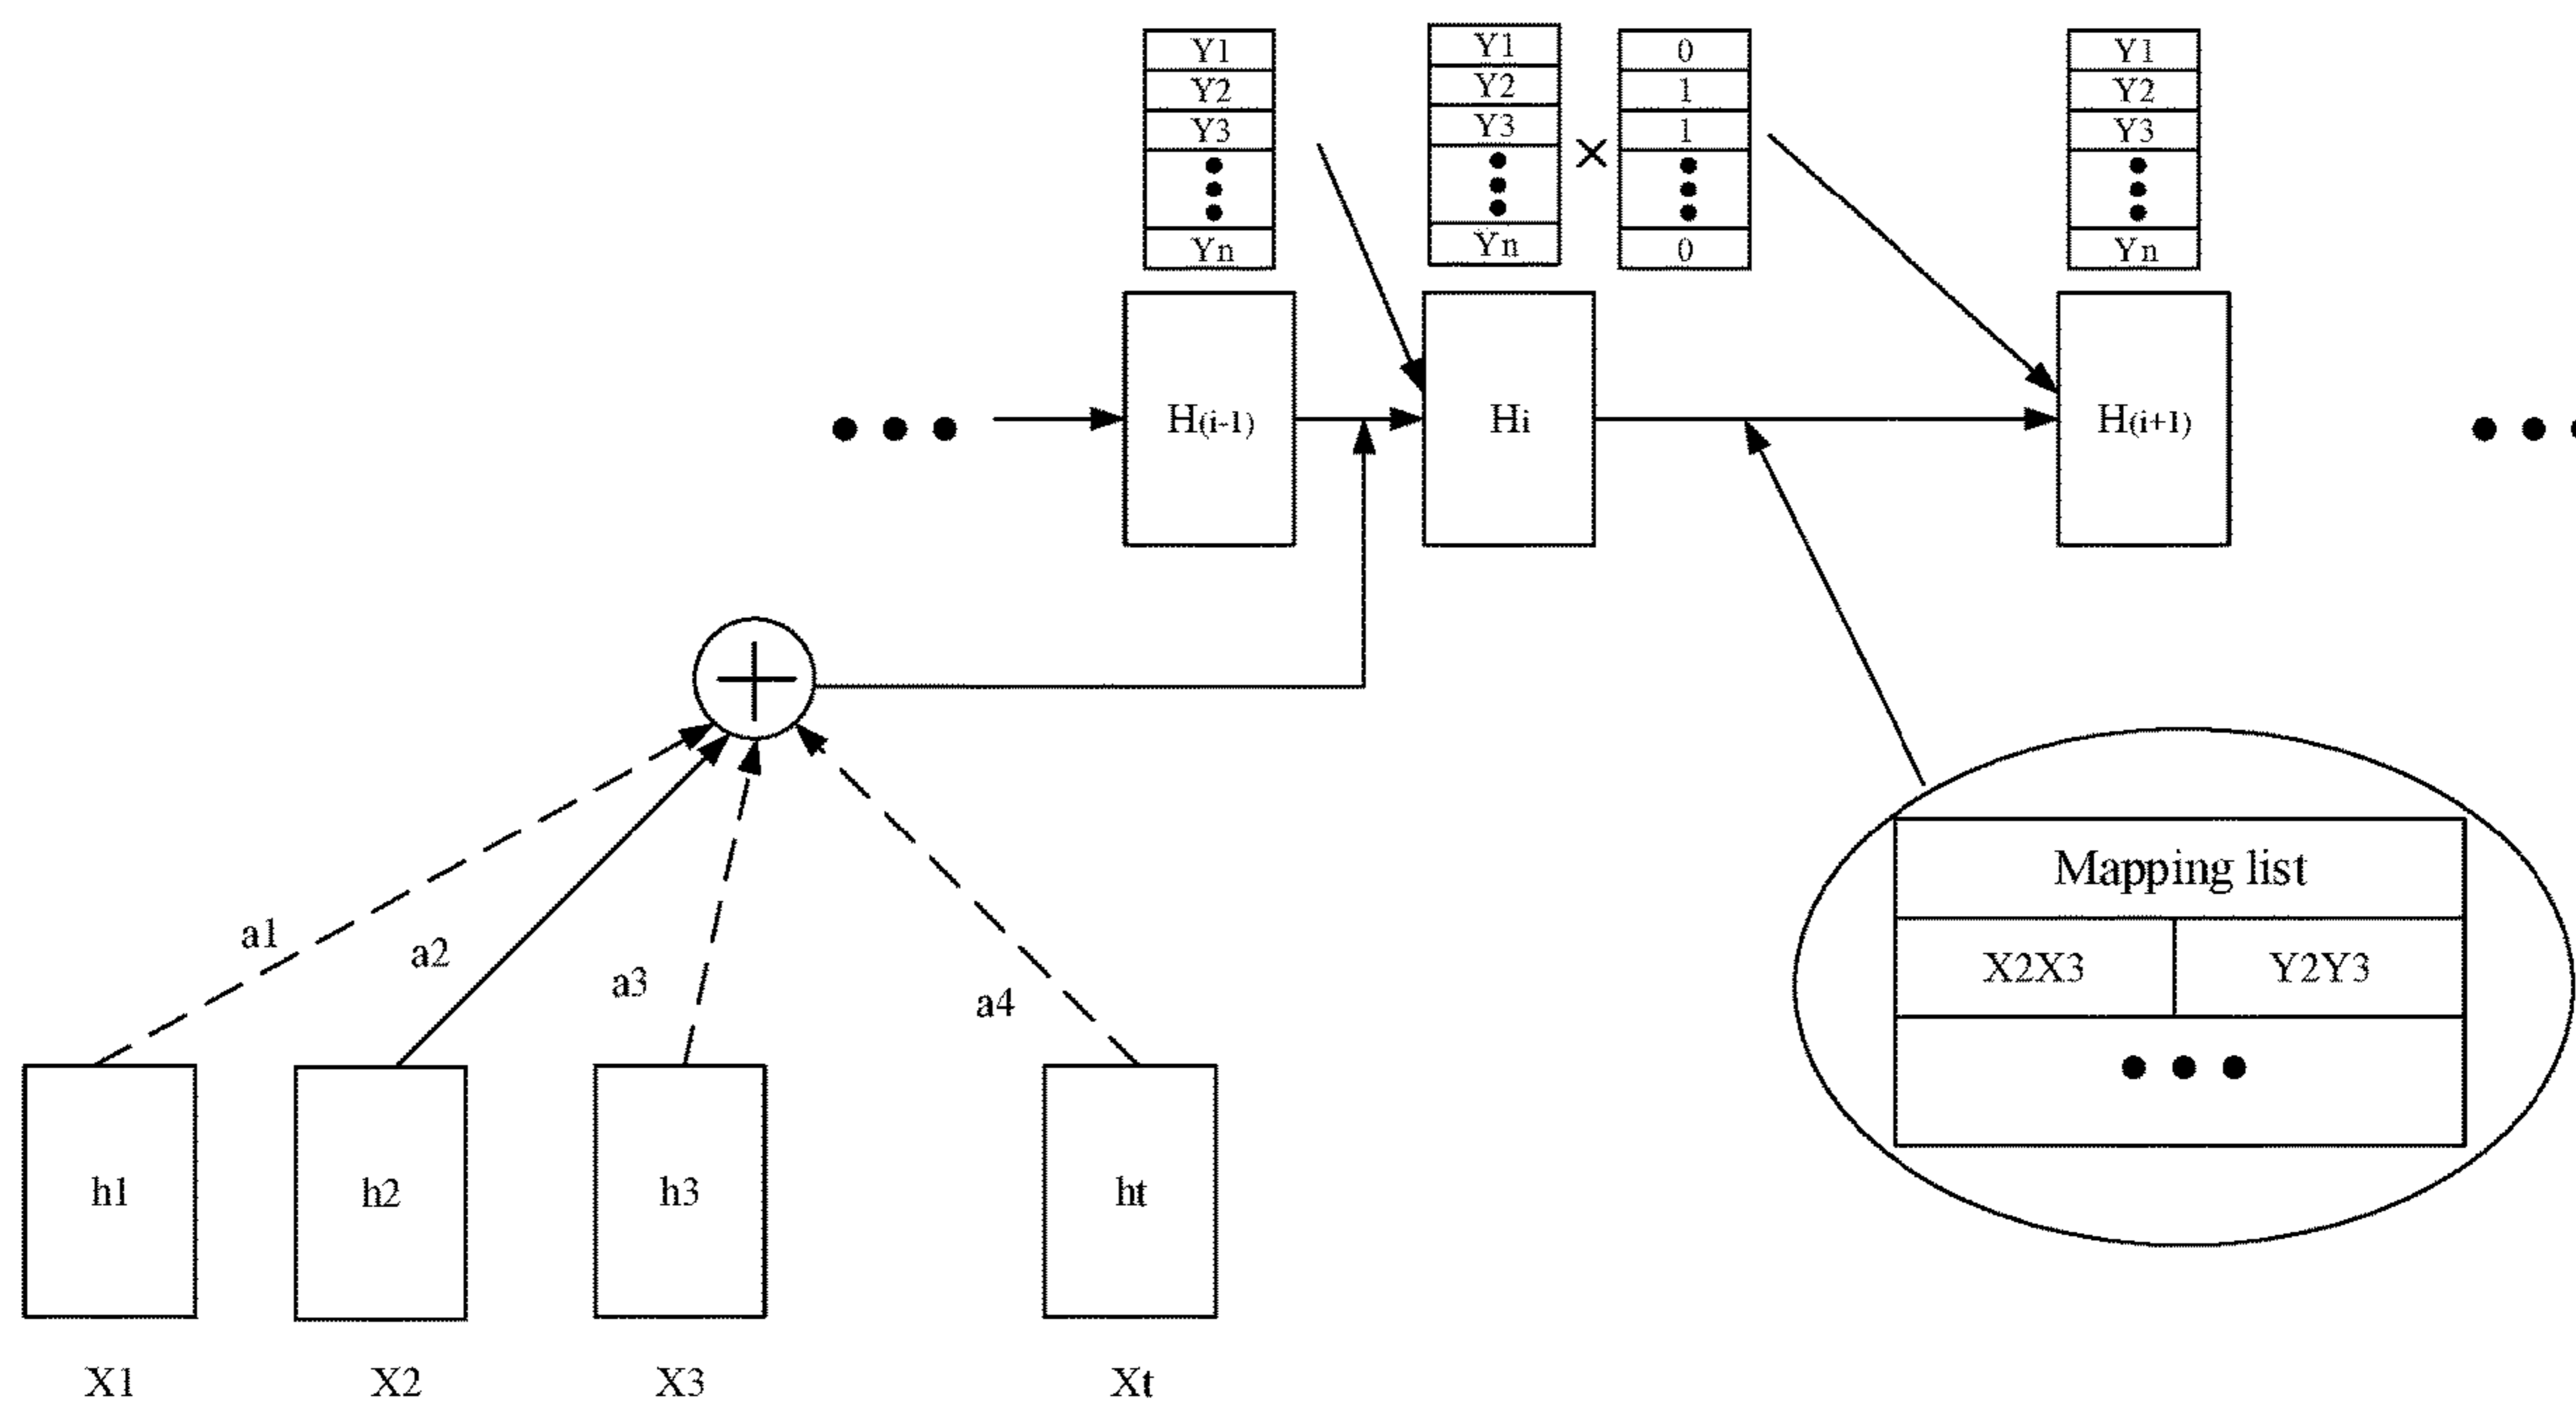 Y1
Y2
Y3
Yn
Y1
Y2
Y3
Yn
×
0
1
1
0
Y1
Y2
Y3
Yn
H(i-1)
Hi
H(i+1)
a1
a2
a3
a4
Mapping list
X2X3 Y2Y3
h1
h2
h3
ht
X1
X2
X3
Xt